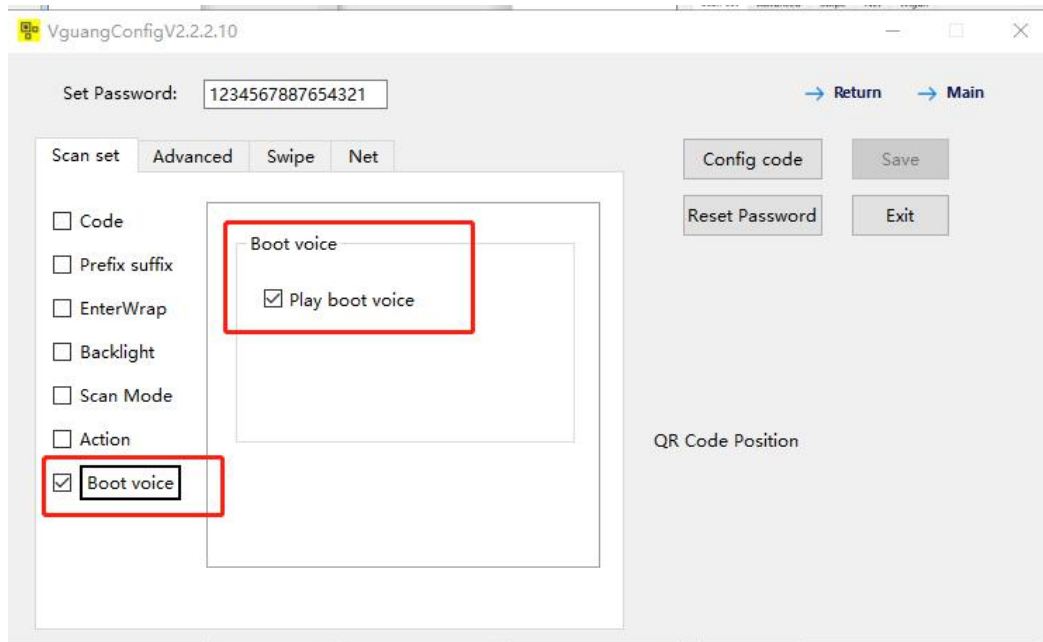 VguangConfigV2.2.2.10
Set Password: 1234567887654321
Return Main
Scan set Advanced Swipe Net
Config code Save
Reset Password Exit
Code
Prefix suffix
EnterWrap
Backlight
Scan Mode
Action
Boot voice
Boot voice
Play boot voice
QR Code Position